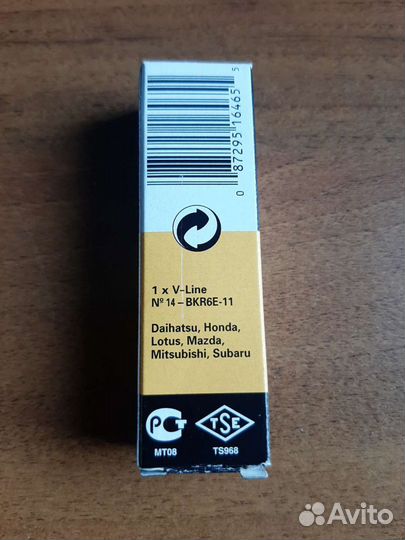 0 87295 16465 5
1 x V-Line
Nº 14 – BKR6E-11
Daihatsu, Honda,
Lotus, Mazda,
Mitsubishi, Subaru
PCT
TSE
MT08
TS968
Avito